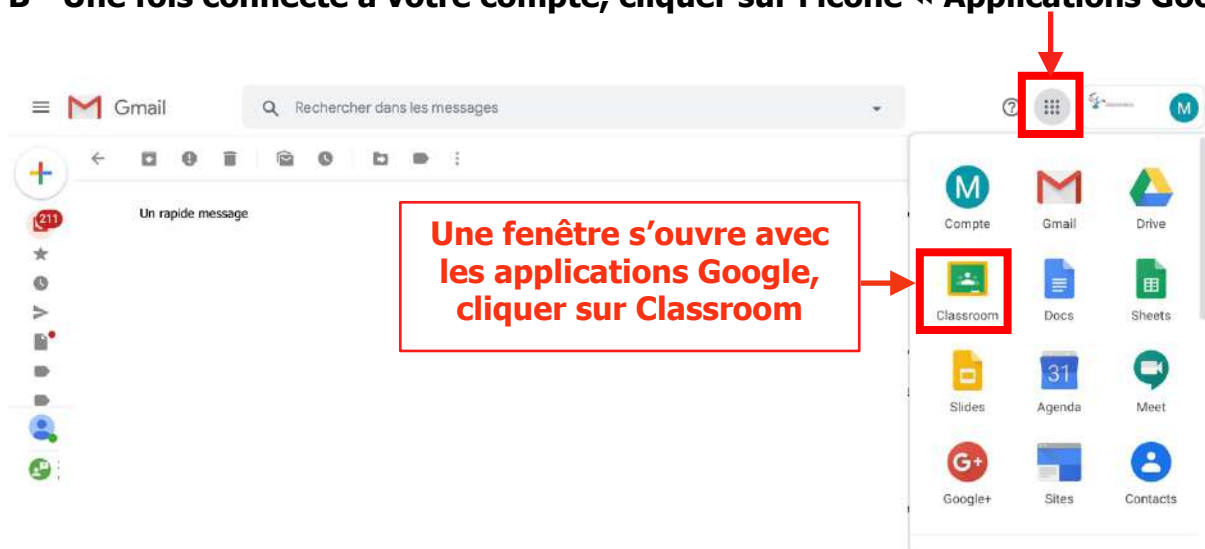 B Une fois connecté à votre compte, cliquer sur l'icône « Applications Goo
Gmail
Rechercher dans les messages
M
211
Un rapide message
Une fenêtre s'ouvre avec
les applications Google,
cliquer sur Classroom
M
Compte Gmail Drive
Classroom Docs Sheets
31
Slides Agenda Meet
G+
Google+ Sites Contacts